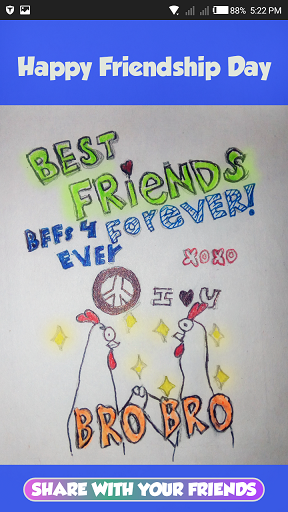 88% 5:22 PM
Happy Friendship Day
BEST
FRiENDS
FOREVER!
BFFS 4
EVER
XOXO
I ♥ U
BRO BRO
SHARE WITH YOUR FRIENDS